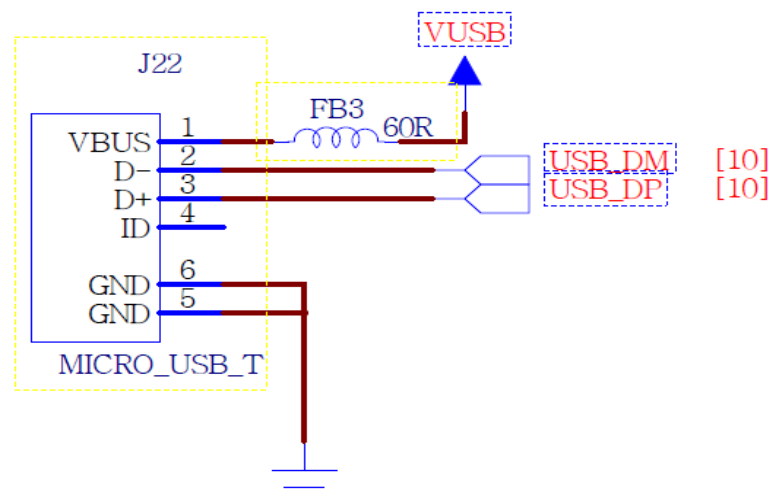 VUSB
J22
FB3 60R
VBUS 1
D- 2
USB_DM [10]
D+ 3
USB_DP [10]
ID 4
GND 6
GND 5
MICRO_USB_T